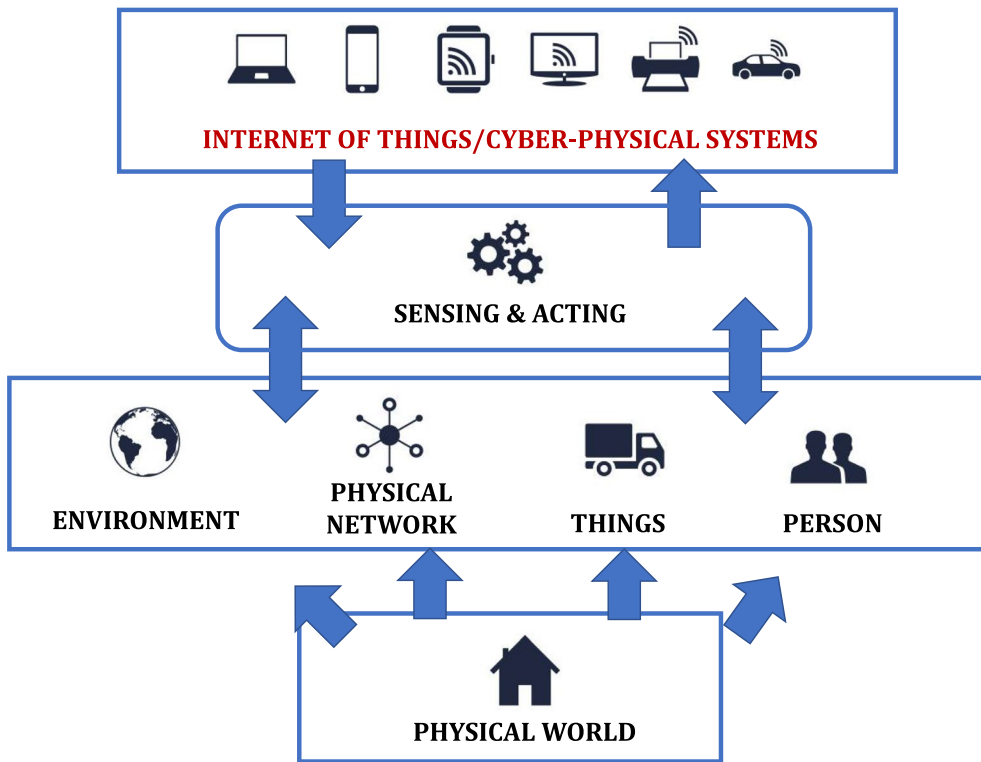 INTERNET OF THINGS/CYBER-PHYSICAL SYSTEMS
SENSING & ACTING
ENVIRONMENT
PHYSICAL
NETWORK
THINGS
PERSON
PHYSICAL WORLD